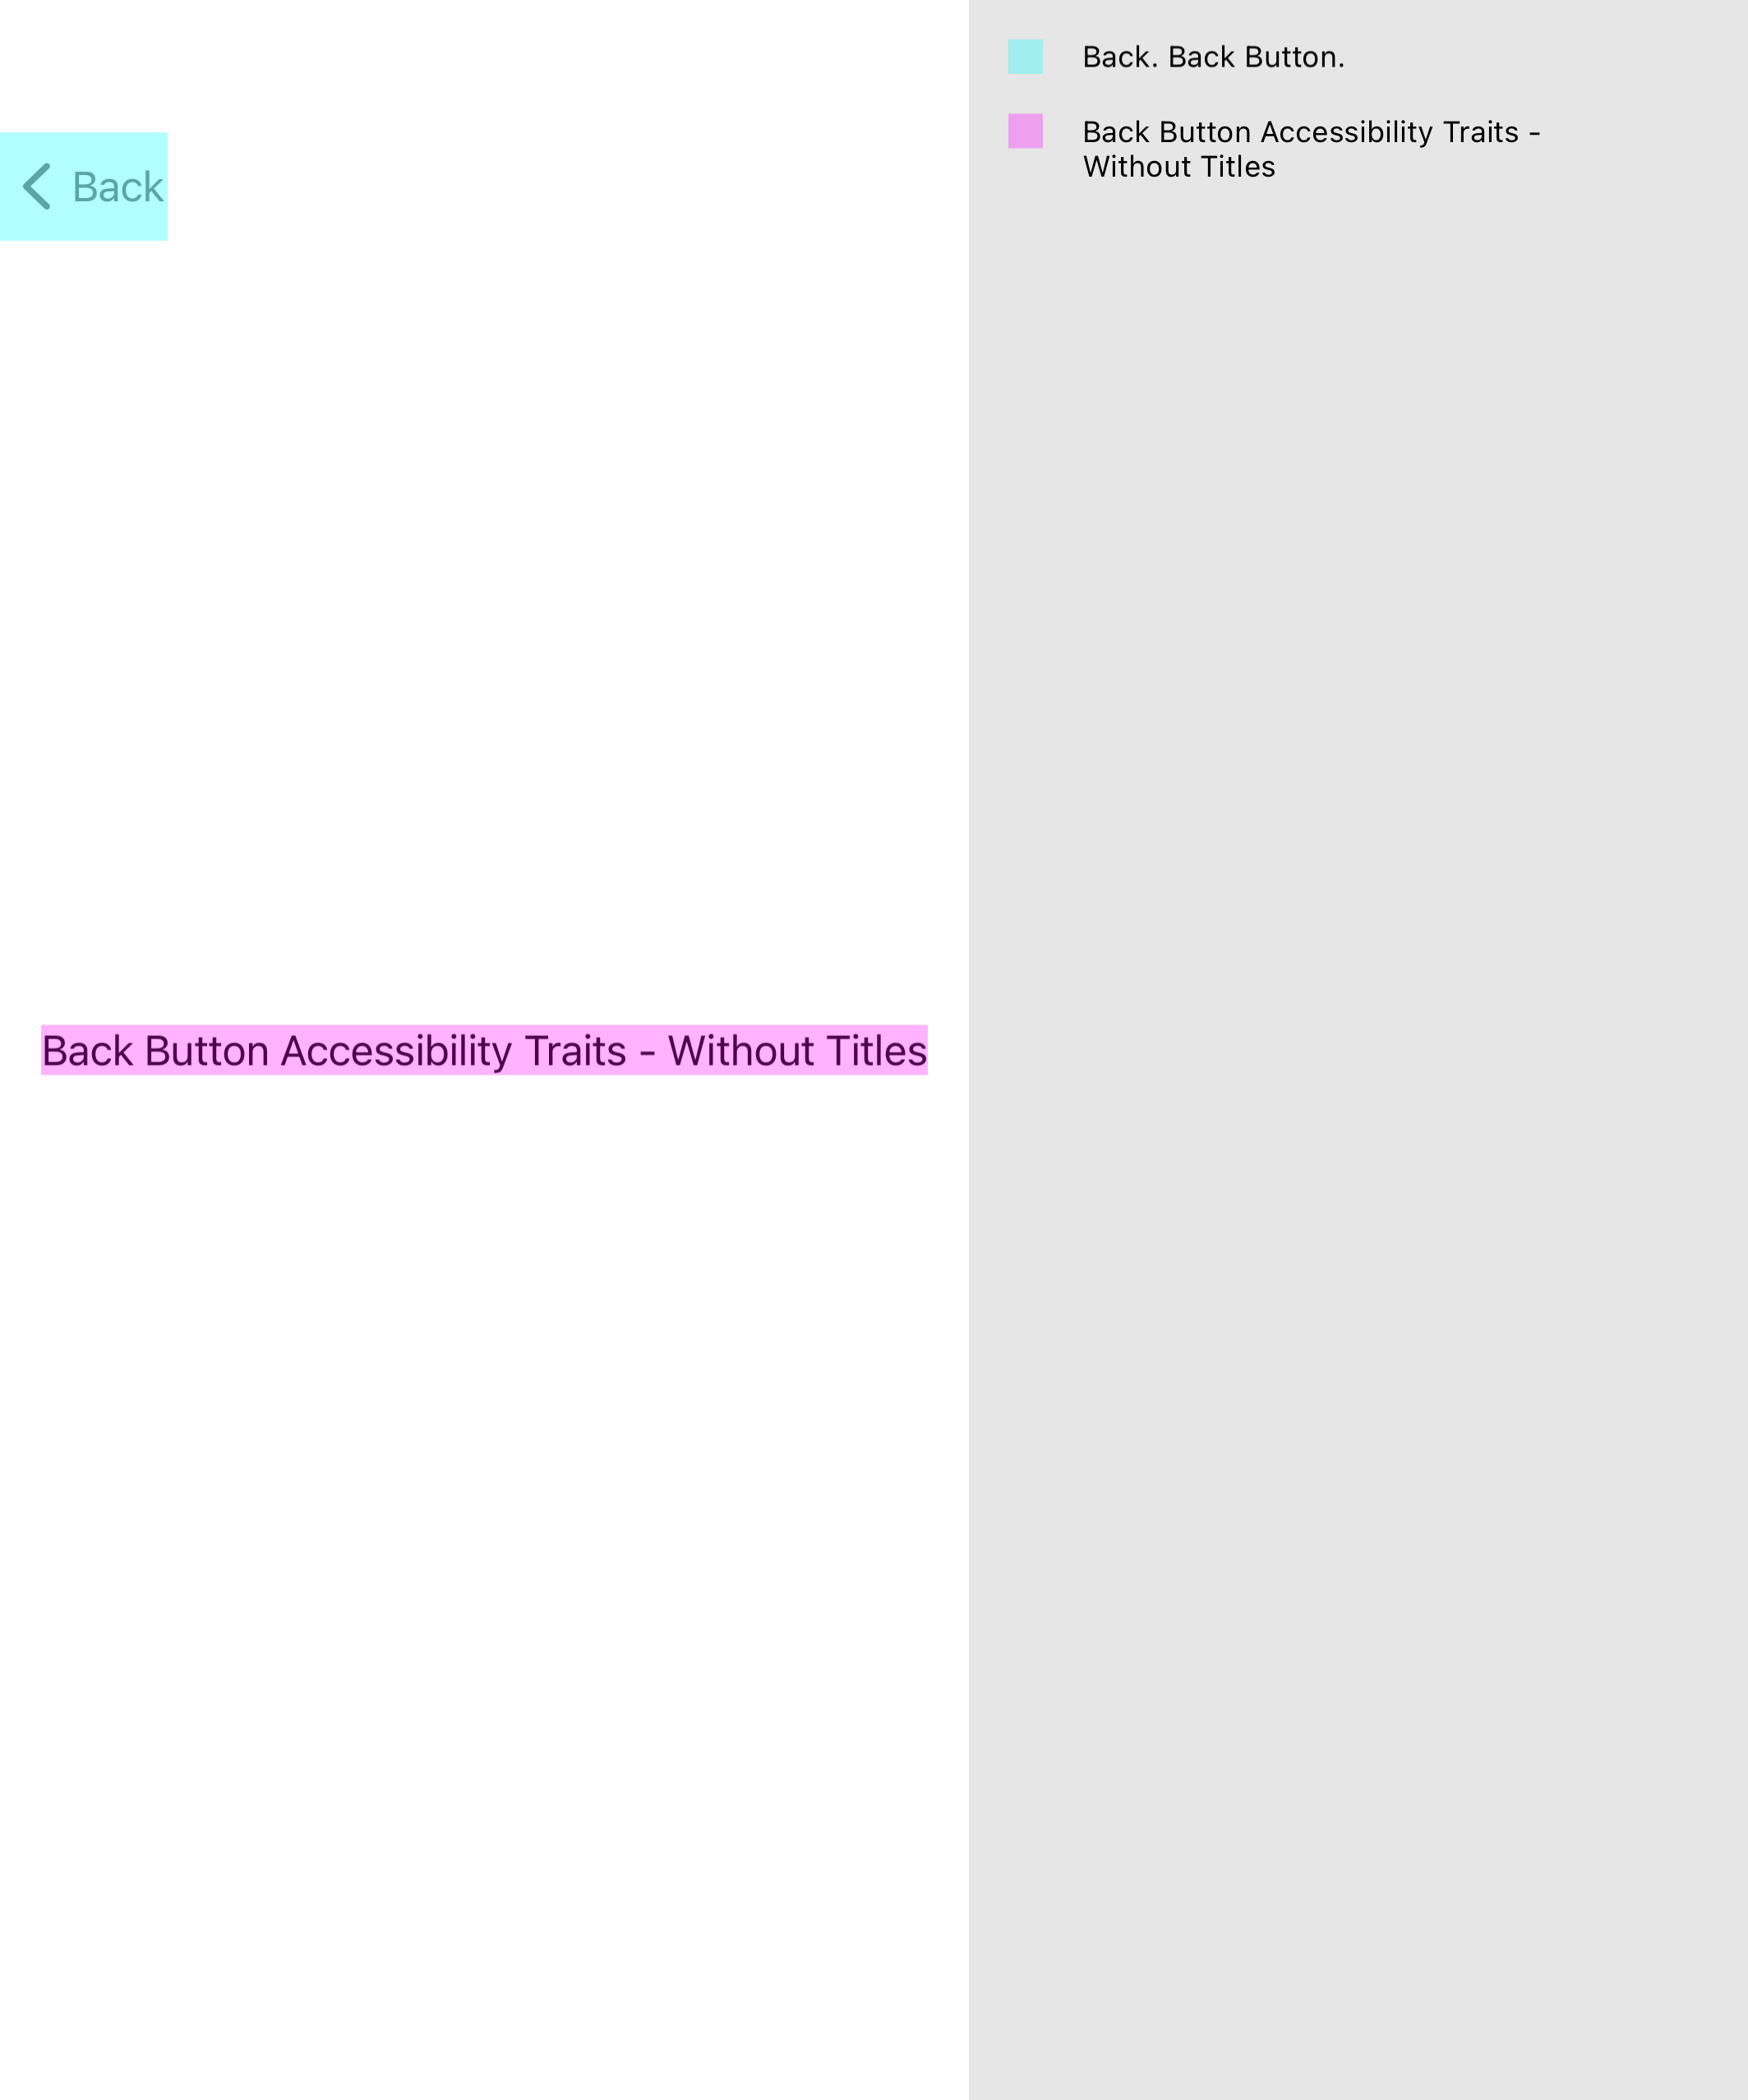 Back
Back Button Accessibility Traits - Without Titles
Back. Back Button.
Back Button Accessibility Traits -
Without Titles